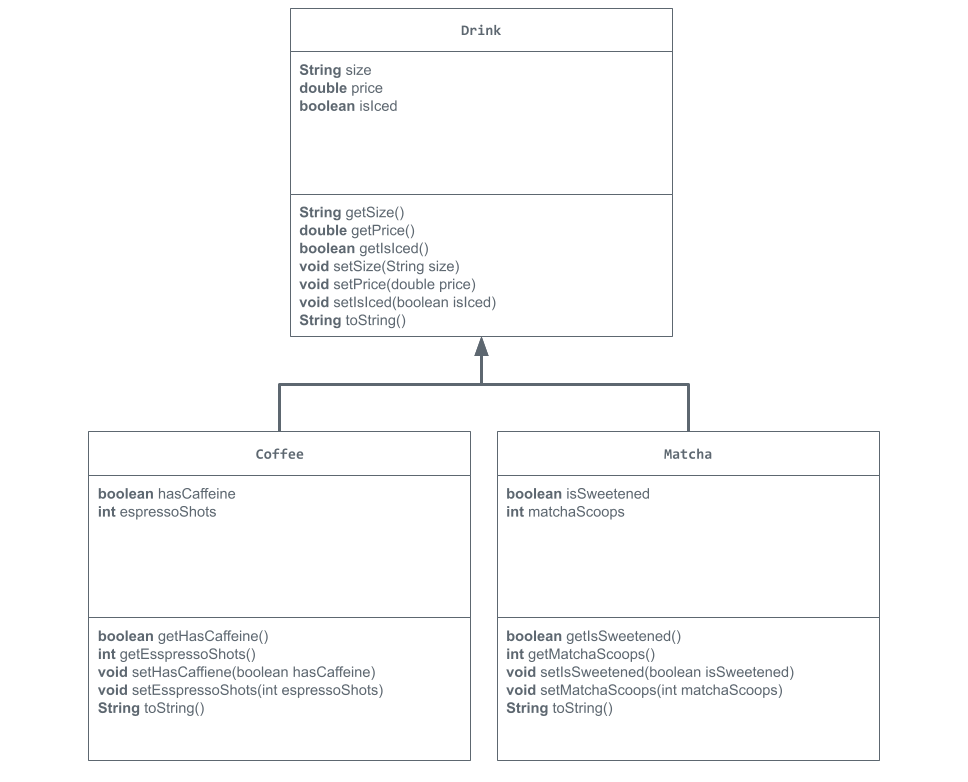 Drink
String size
double price
boolean isIced
String getSize()
double getPrice()
boolean getIsIced()
void setSize(String size)
void setPrice(double price)
void setIsIced(boolean isIced)
String toString()
Coffee
boolean hasCaffeine
int espressoShots
boolean getHasCaffeine()
int getEsspressoShots()
void setHasCaffiene(boolean hasCaffeine)
void setEsspressoShots(int espressoShots)
String toString()
Matcha
boolean isSweetened
int matchaScoops
boolean getIsSweetened()
int getMatchaScoops()
void setIsSweetened(boolean isSweetened)
void setMatchaScoops(int matchaScoops)
String toString()